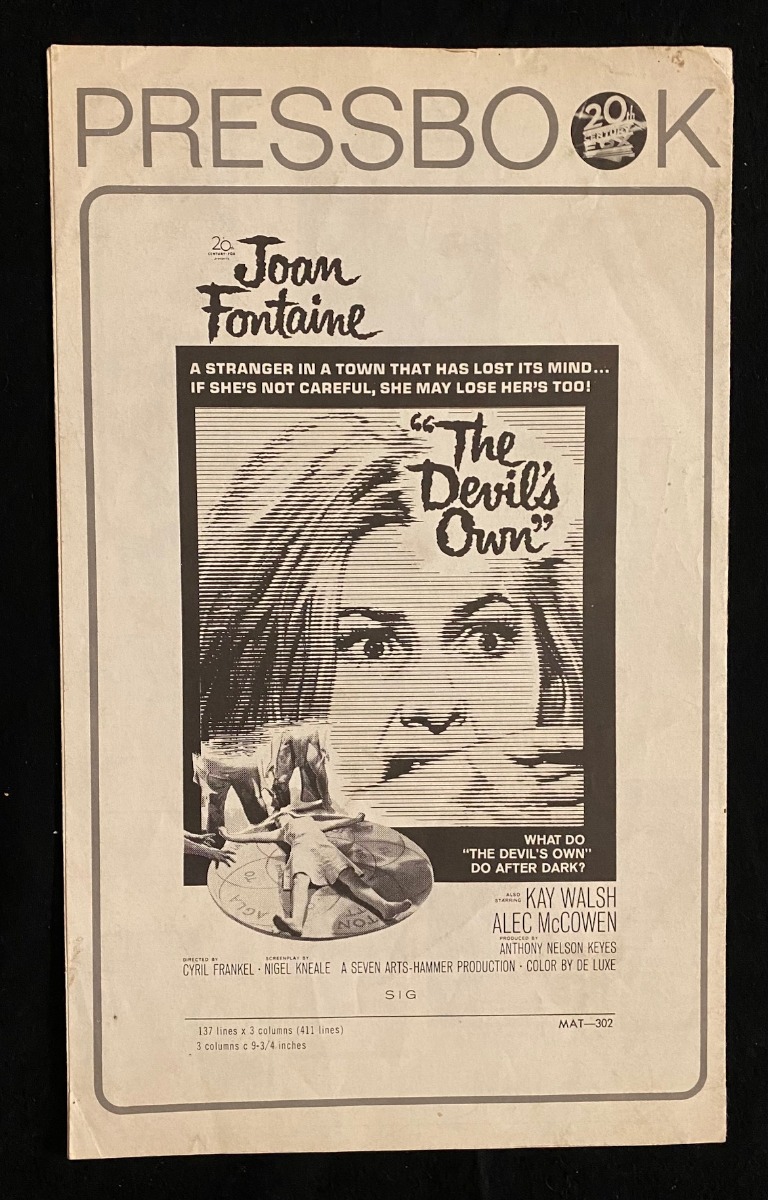 PRESSBOOK
20th
CENTURY
FOX
20th
CENTURY-FOX
presents
Joan
Fontaine
A STRANGER IN A TOWN THAT HAS LOST ITS MIND...
IF SHE'S NOT CAREFUL, SHE MAY LOSE HER'S TOO!
“The
Devil's
Own”
WHAT DO
“THE DEVIL'S OWN”
DO AFTER DARK?
AGLA
TO
TON
ALSO
STARRING KAY WALSH
ALEC McCOWEN
PRODUCED BY
ANTHONY NELSON KEYES
DIRECTED BY SCREENPLAY BY
CYRIL FRANKEL · NIGEL KNEALE A SEVEN ARTS-HAMMER PRODUCTION · COLOR BY DE LUXE
SIG
137 lines x 3 columns (411 lines) MAT—302
3 columns c 9-3/4 inches